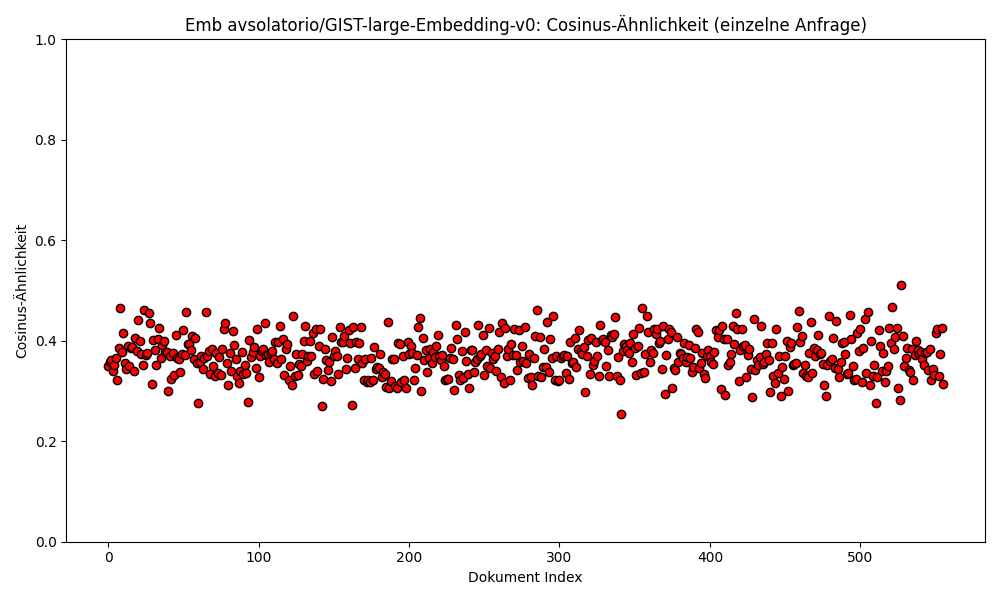 Emb avsolatorio/GIST-large-Embedding-v0: Cosinus-Ähnlichkeit (einzelne Anfrage)
1.0
0.8
0.6
0.4
0.2
0.0
Cosinus-Ähnlichkeit
0 100 200 300 400 500
Dokument Index